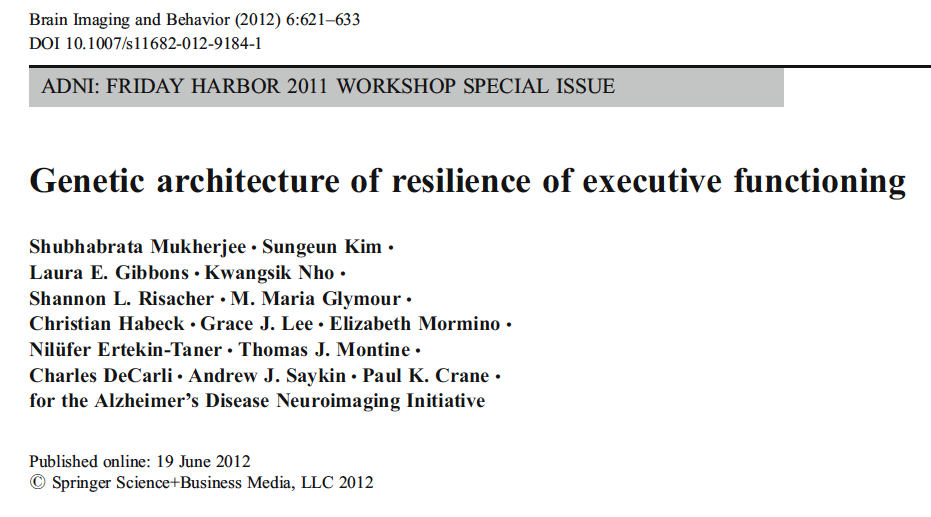 Brain Imaging and Behavior (2012) 6:621–633
DOI 10.1007/s11682-012-9184-1
ADNI: FRIDAY HARBOR 2011 WORKSHOP SPECIAL ISSUE
Genetic architecture of resilience of executive functioning
Shubhabrata Mukherjee • Sungeun Kim •
Laura E. Gibbons • Kwangsik Nho •
Shannon L. Risacher • M. Maria Glymour •
Christian Habeck • Grace J. Lee • Elizabeth Mormino •
Nilüfer Ertekin-Taner • Thomas J. Montine •
Charles DeCarli • Andrew J. Saykin • Paul K. Crane •
for the Alzheimer’s Disease Neuroimaging Initiative
Published online: 19 June 2012
© Springer Science+Business Media, LLC 2012